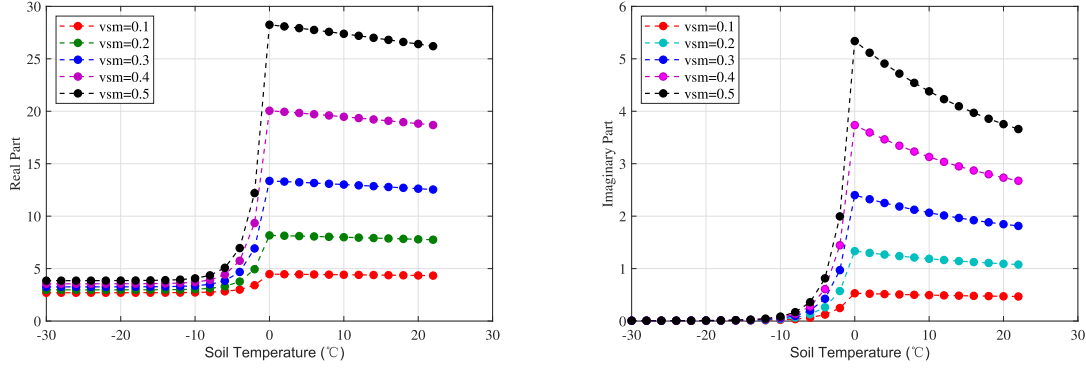 30
25
20
15
10
5
0
-30
-20
-10
0
10
20
30
Real Part
Soil Temperature (℃)
vsm=0.1
vsm=0.2
vsm=0.3
vsm=0.4
vsm=0.5
6
5
4
3
2
1
0
-30
-20
-10
0
10
20
30
Imaginary Part
Soil Temperature (℃)
vsm=0.1
vsm=0.2
vsm=0.3
vsm=0.4
vsm=0.5